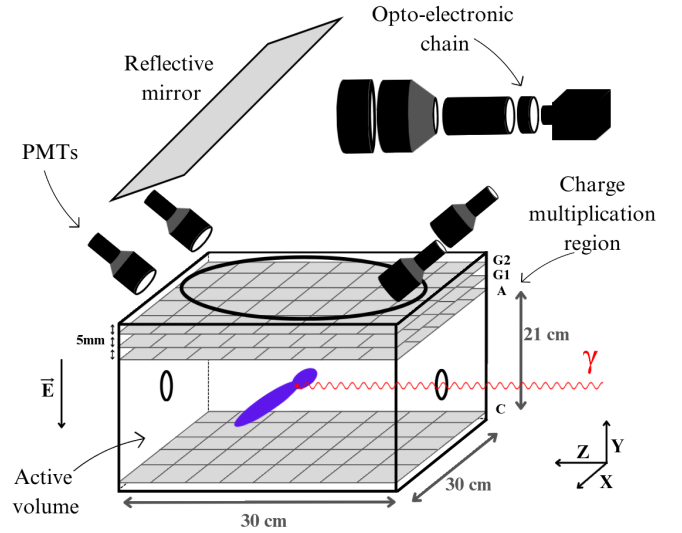 Opto-electronic
chain
Reflective
mirror
PMTs
Charge
multiplication
region
G2
G1
A
5mm
21 cm
γ
E
C
Active
volume
30 cm
30 cm
Z
Y
X